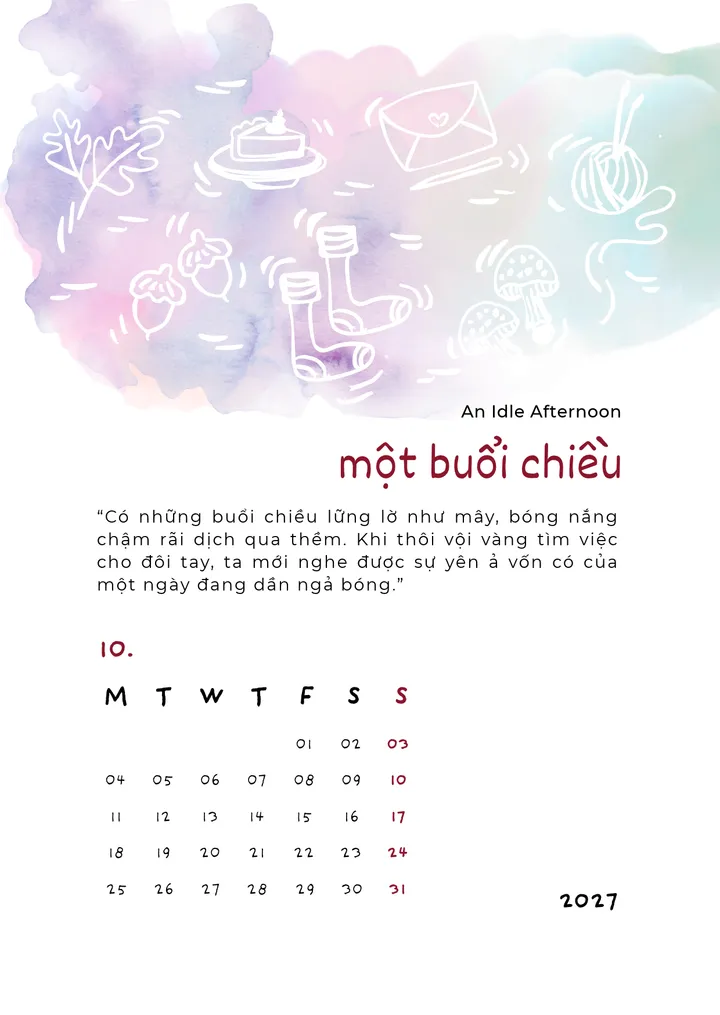 An Idle Afternoon
một buổi chiều
“Có những buổi chiều lững lờ như mây, bóng nắng
chậm rãi dịch qua thềm. Khi thôi vội vàng tìm việc
cho đôi tay, ta mới nghe được sự yên ả vốn có của
một ngày đang dần ngả bóng.”
10.
M T W T F S S
01 02 03
04 05 06 07 08 09 10
11 12 13 14 15 16 17
18 19 20 21 22 23 24
25 26 27 28 29 30 31
2027